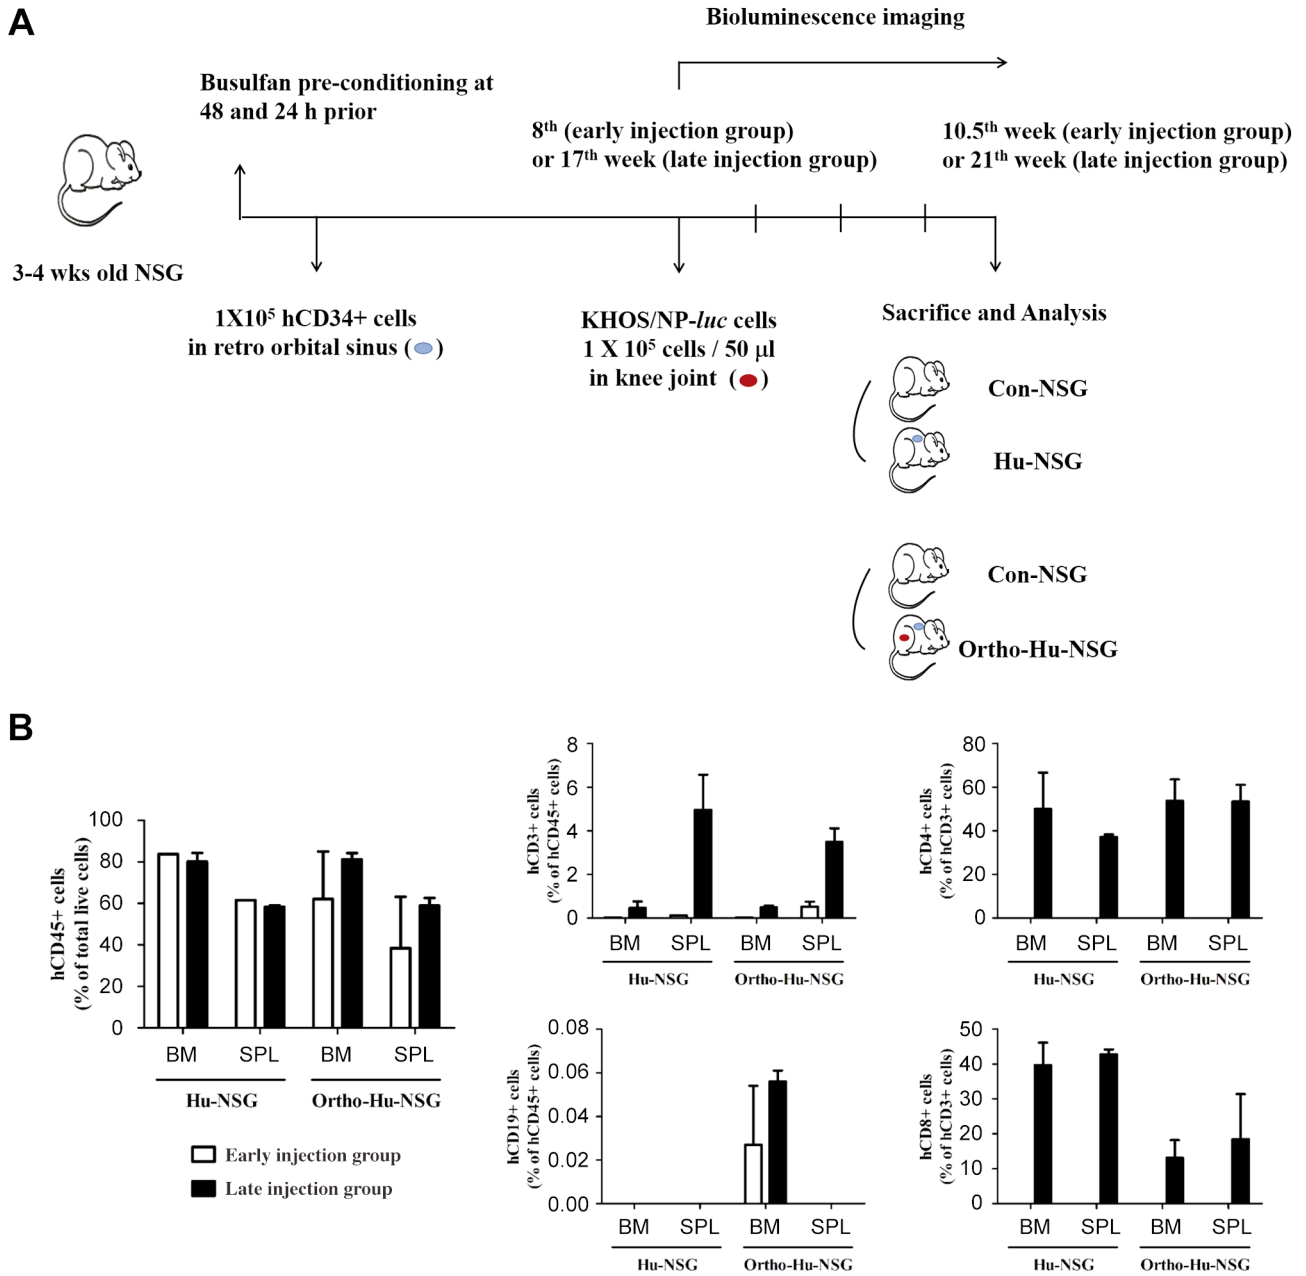 A
Bioluminescence imaging
Busulfan pre-conditioning at
48 and 24 h prior
8th (early injection group)
or 17th week (late injection group)
10.5th week (early injection group)
or 21th week (late injection group)
3-4 wks old NSG
1X10⁵ hCD34+ cells
in retro orbital sinus ( )
KHOS/NP-luc cells
1 X 10⁵ cells / 50 µl
in knee joint ( )
Sacrifice and Analysis
Con-NSG
Hu-NSG
Con-NSG
Ortho-Hu-NSG
B
hCD45+ cells
(% of total live cells)
100
80
60
40
20
0
BM SPL BM SPL
Hu-NSG Ortho-Hu-NSG
Early injection group
Late injection group
hCD3+ cells
(% of hCD45+ cells)
8
6
4
2
0
BM SPL BM SPL
Hu-NSG Ortho-Hu-NSG
hCD4+ cells
(% of hCD3+ cells)
80
60
40
20
0
BM SPL BM SPL
Hu-NSG Ortho-Hu-NSG
hCD19+ cells
(% of hCD45+ cells)
0.08
0.06
0.04
0.02
0.00
BM SPL BM SPL
Hu-NSG Ortho-Hu-NSG
hCD8+ cells
(% of hCD3+ cells)
50
40
30
20
10
0
BM SPL BM SPL
Hu-NSG Ortho-Hu-NSG